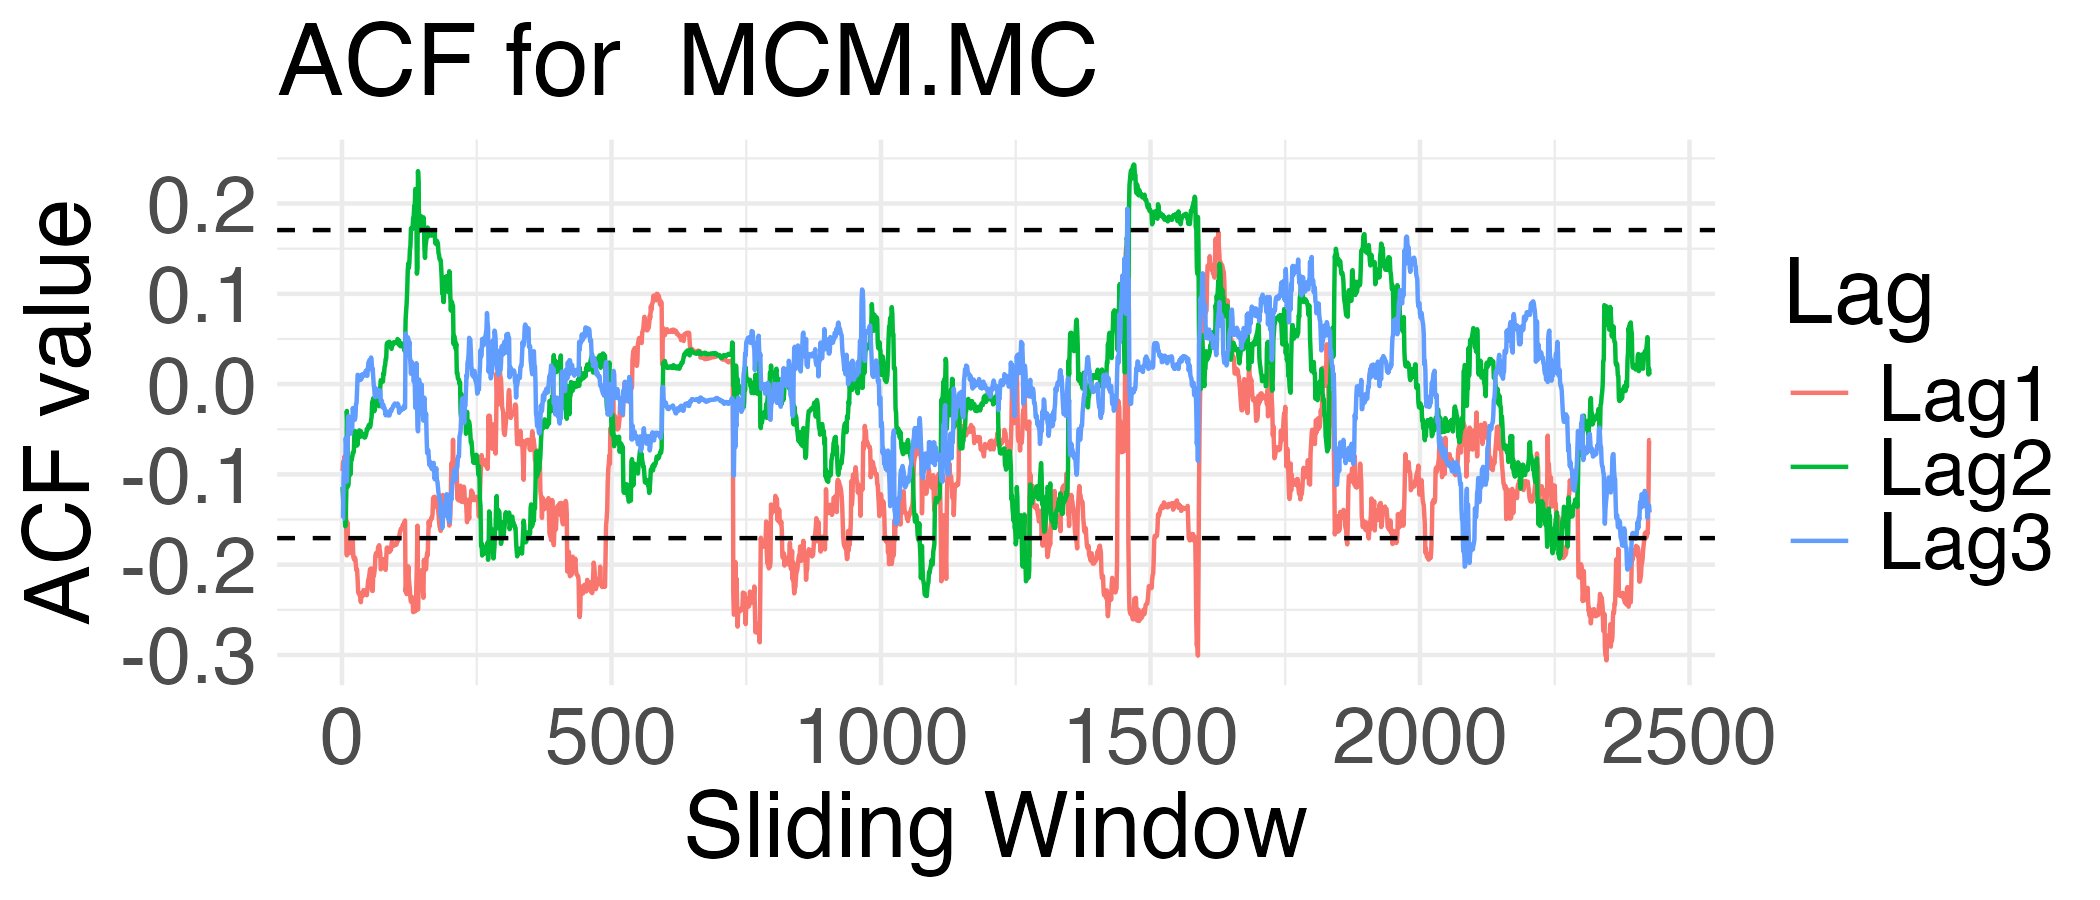 ACF for  MCM.MC
ACF value
0.2
0.1
0.0
-0.1
-0.2
-0.3
0
500
1000
1500
2000
2500
Sliding Window
Lag
Lag1
Lag2
Lag3